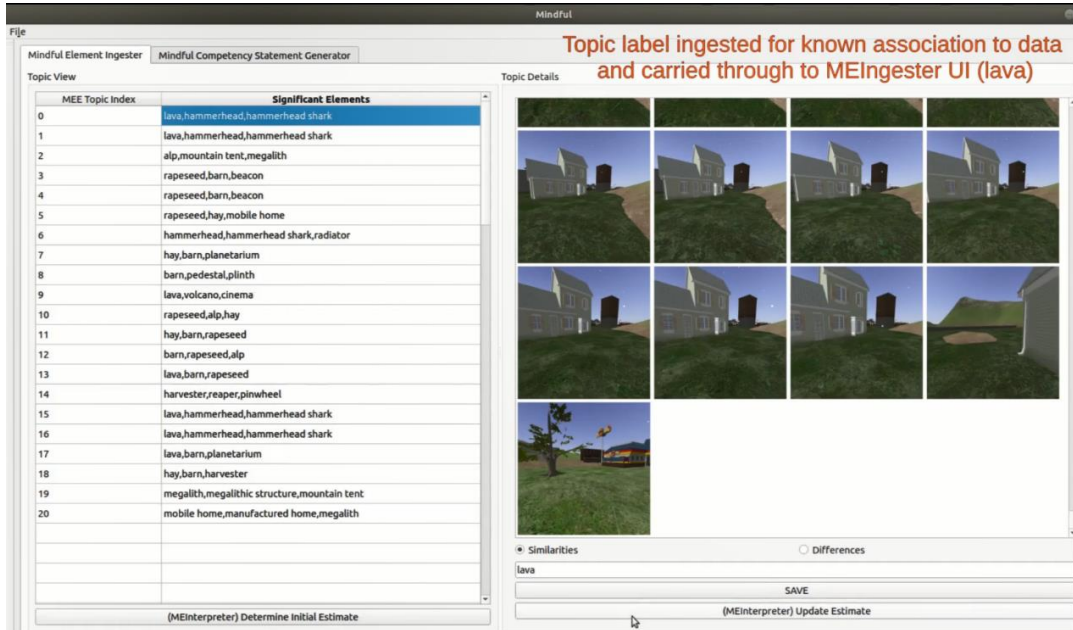 Mindful
File
Topic label ingested for known association to data
and carried through to MEIngester UI (lava)
Mindful Element Ingester
Mindful Competency Statement Generator
Topic View
MEE Topic Index Significant Elements
0 lava,hammerhead,hammerhead shark
1 lava,hammerhead,hammerhead shark
2 alp,mountain tent,megalith
3 rapeseed,barn,beacon
4 rapeseed,barn,beacon
5 rapeseed,hay,mobile home
6 hammerhead,hammerhead shark,radiator
7 hay,barn,planetarium
8 barn,pedestal,plinth
9 lava,volcano,cinema
10 rapeseed,alp,hay
11 hay,barn,rapeseed
12 barn,rapeseed,alp
13 lava,barn,rapeseed
14 harvester,reaper,pinwheel
15 lava,hammerhead,hammerhead shark
16 lava,hammerhead,hammerhead shark
17 lava,barn,planetarium
18 hay,barn,harvester
19 megalith,megalithic structure,mountain tent
20 mobile home,manufactured home,megalith
(MEInterpreter) Determine Initial Estimate
Topic Details
Similarities Differences
lava
SAVE
(MEInterpreter) Update Estimate